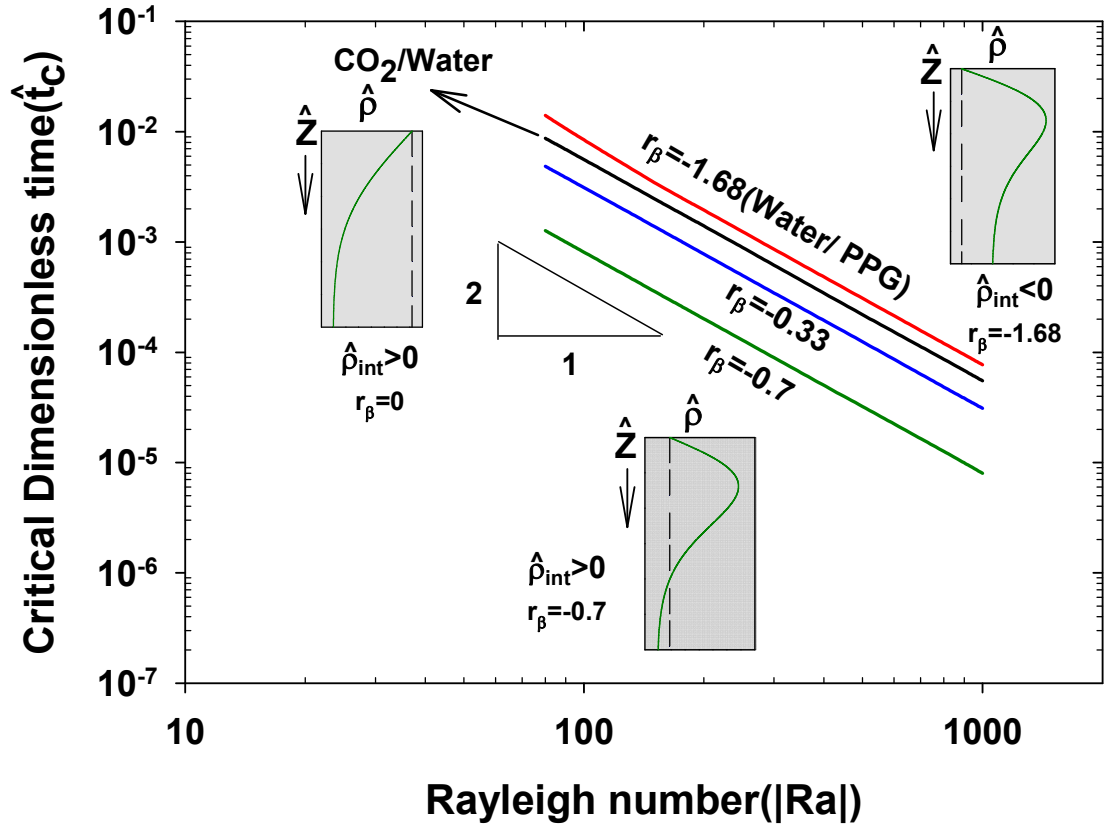 Critical Dimensionless time(t̂c)
10⁻¹
10⁻²
10⁻³
10⁻⁴
10⁻⁵
10⁻⁶
10⁻⁷
CO₂/Water
Ẑ
ρ̂
ρ̂int>0
rβ=0
2
1
rβ=-1.68(Water/ PPG)
rβ=-0.33
rβ=-0.7
Ẑ
ρ̂
ρ̂int<0
rβ=-1.68
Ẑ
ρ̂
ρ̂int>0
rβ=-0.7
10
100
1000
Rayleigh number(|Ra|)